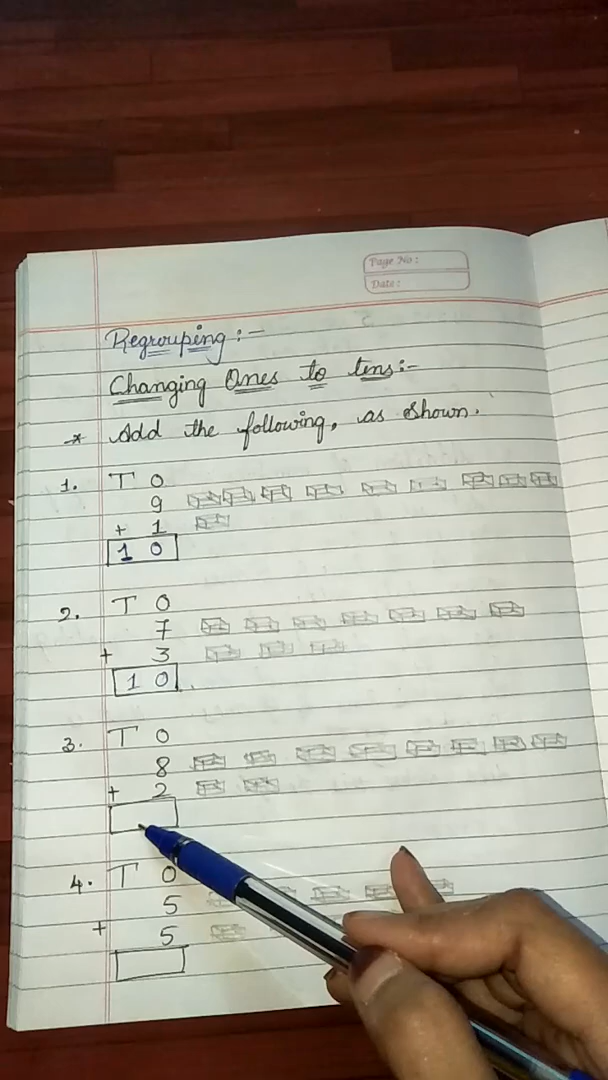 Page No :
Date :
Regrouping :-
Changing Ones to tens :-
* Add the following, as shown.
1. T O
9
+ 1
1 0
2. T O
7
+ 3
1 0
3. T O
8
+ 2
4. T O
5
+ 5